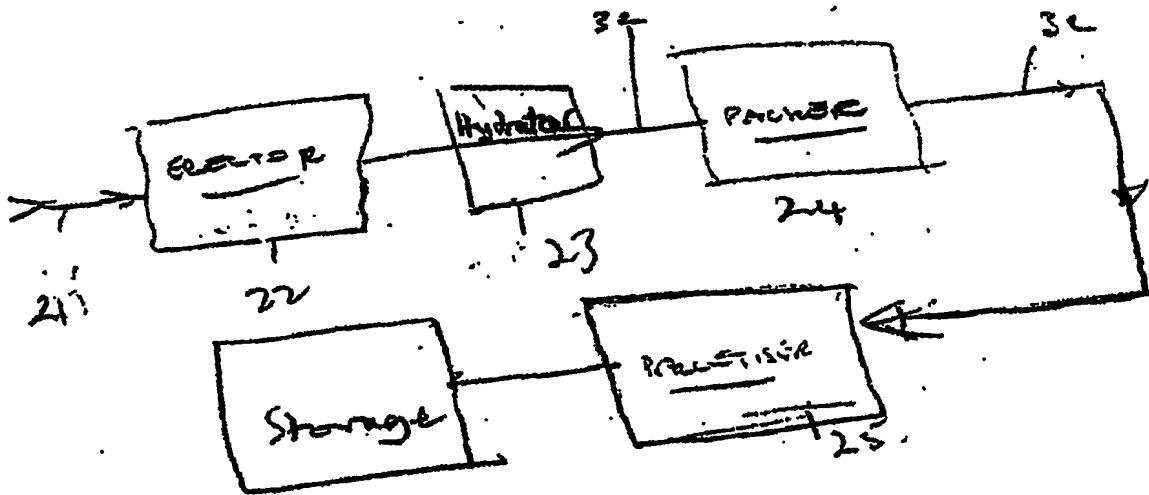 32
32
ERECTOR
Hydrator
PACKER
21
22
23
24
PALLETISER
Storage
25